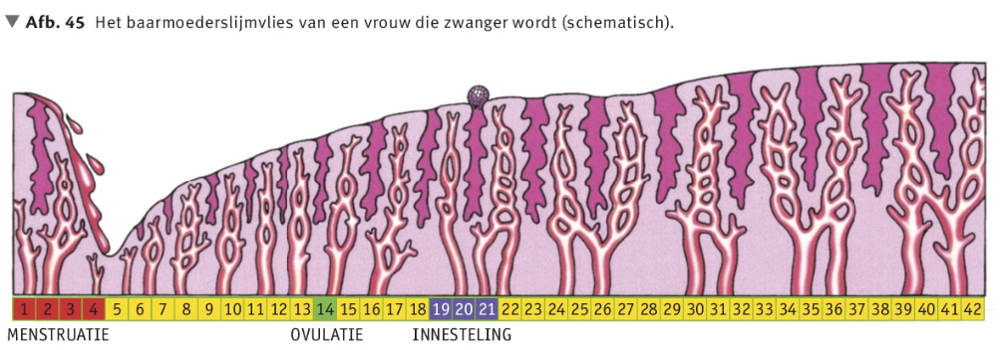 ▼ Afb. 45 Het baarmoederslijmvlies van een vrouw die zwanger wordt (schematisch).
1 2 3 4 5 6 7 8 9 10 11 12 13 14 15 16 17 18 19 20 21 22 23 24 25 26 27 28 29 30 31 32 33 34 35 36 37 38 39 40 41 42
MENSTRUATIE OVULATIE INNESTELING